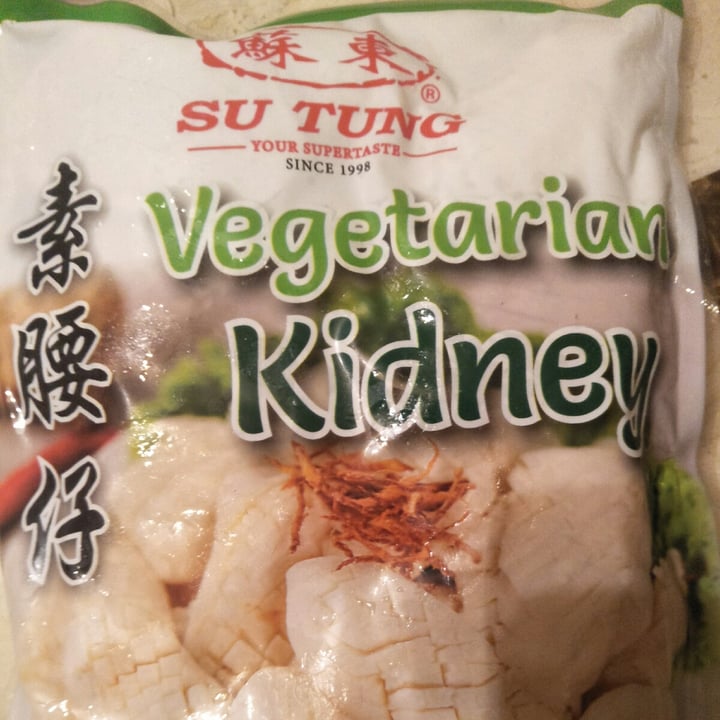 蘇東
®
SU TUNG
YOUR SUPERTASTE
SINCE 1998
Vegetarian
Kidney
素腰仔